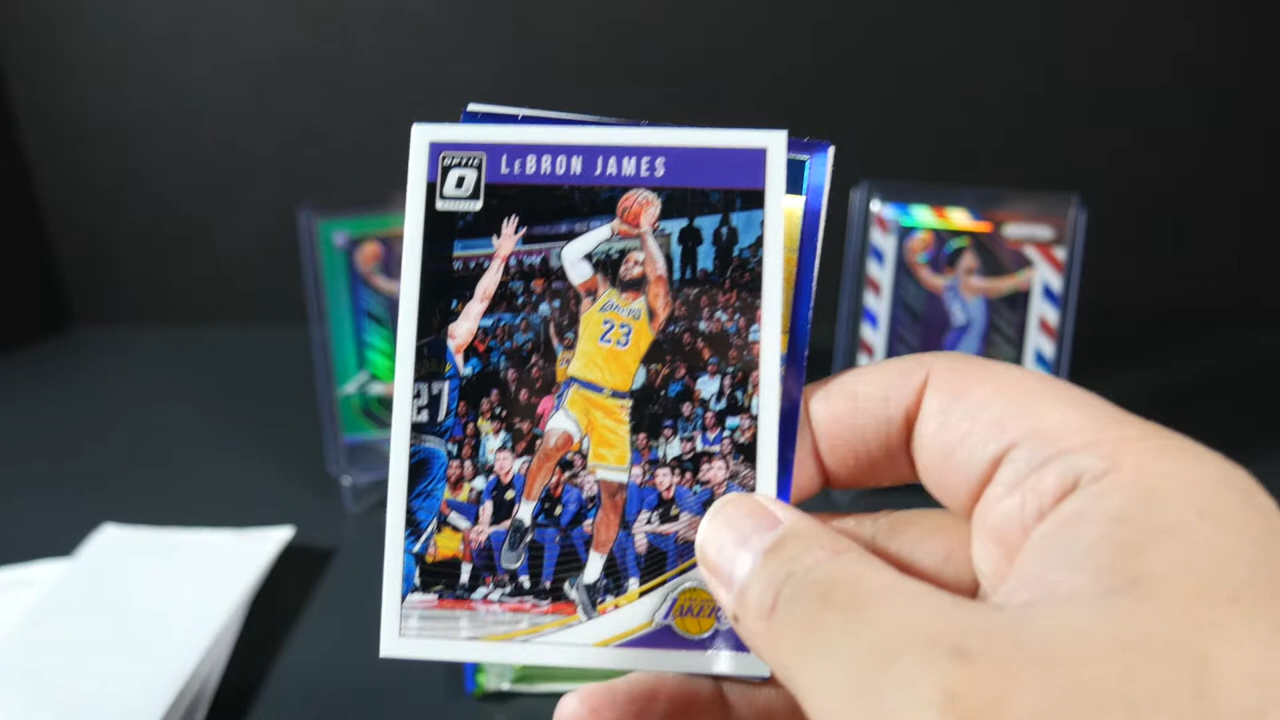 OPTIC
LEBRON JAMES
LAKERS
23
27
LAKERS